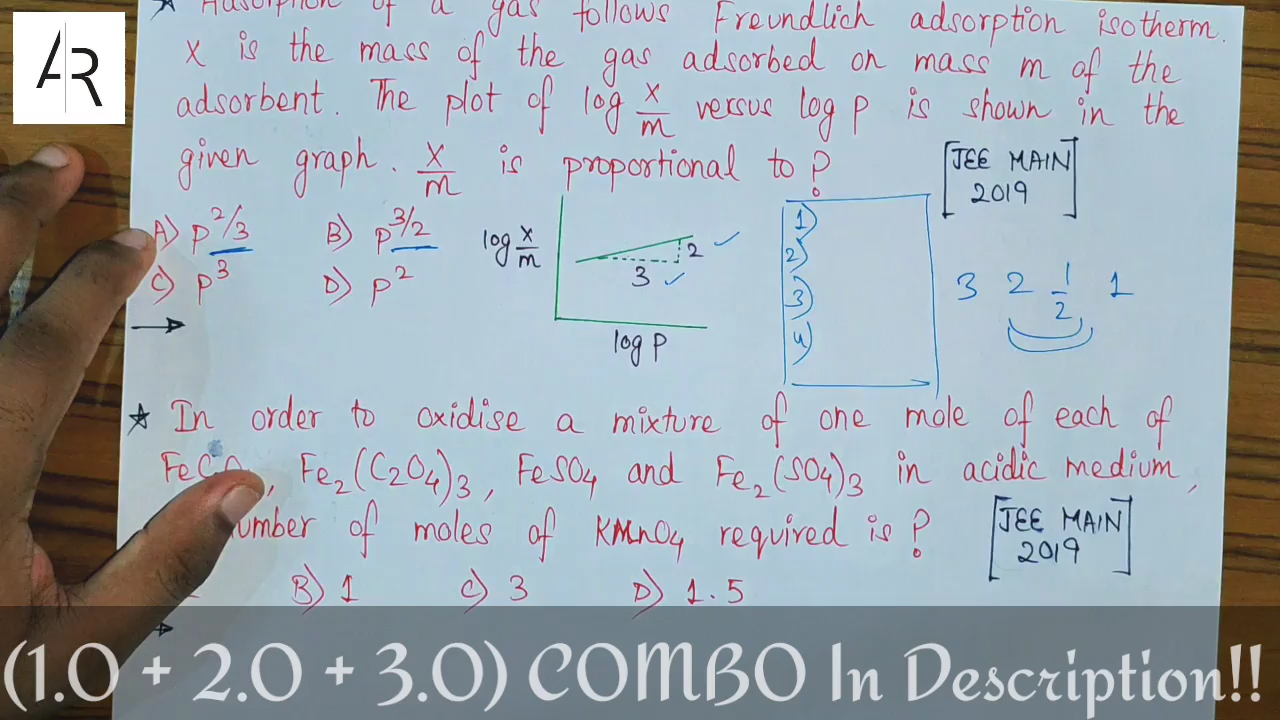 AR
★ Adsorption of a gas follows Freundlich adsorption isotherm.
x is the mass of the gas adsorbed on mass m of the
adsorbent. The plot of log x/m versus log p is shown in the
given graph. x/m is proportional to ?
[JEE MAIN
2019]
A) p^2/3 B) p^3/2
C) p^3 D) p^2
log x/m
2
3
log p
1)
2)
3)
4)
3 2 1/2 1
★ In order to oxidise a mixture of one mole of each of
FeC , Fe2(C2O4)3, FeSO4 and Fe2(SO4)3 in acidic medium,
number of moles of KMnO4 required is ?
[JEE MAIN
2019]
B) 1 C) 3 D) 1.5
(1.0 + 2.0 + 3.0) COMBO In Description!!